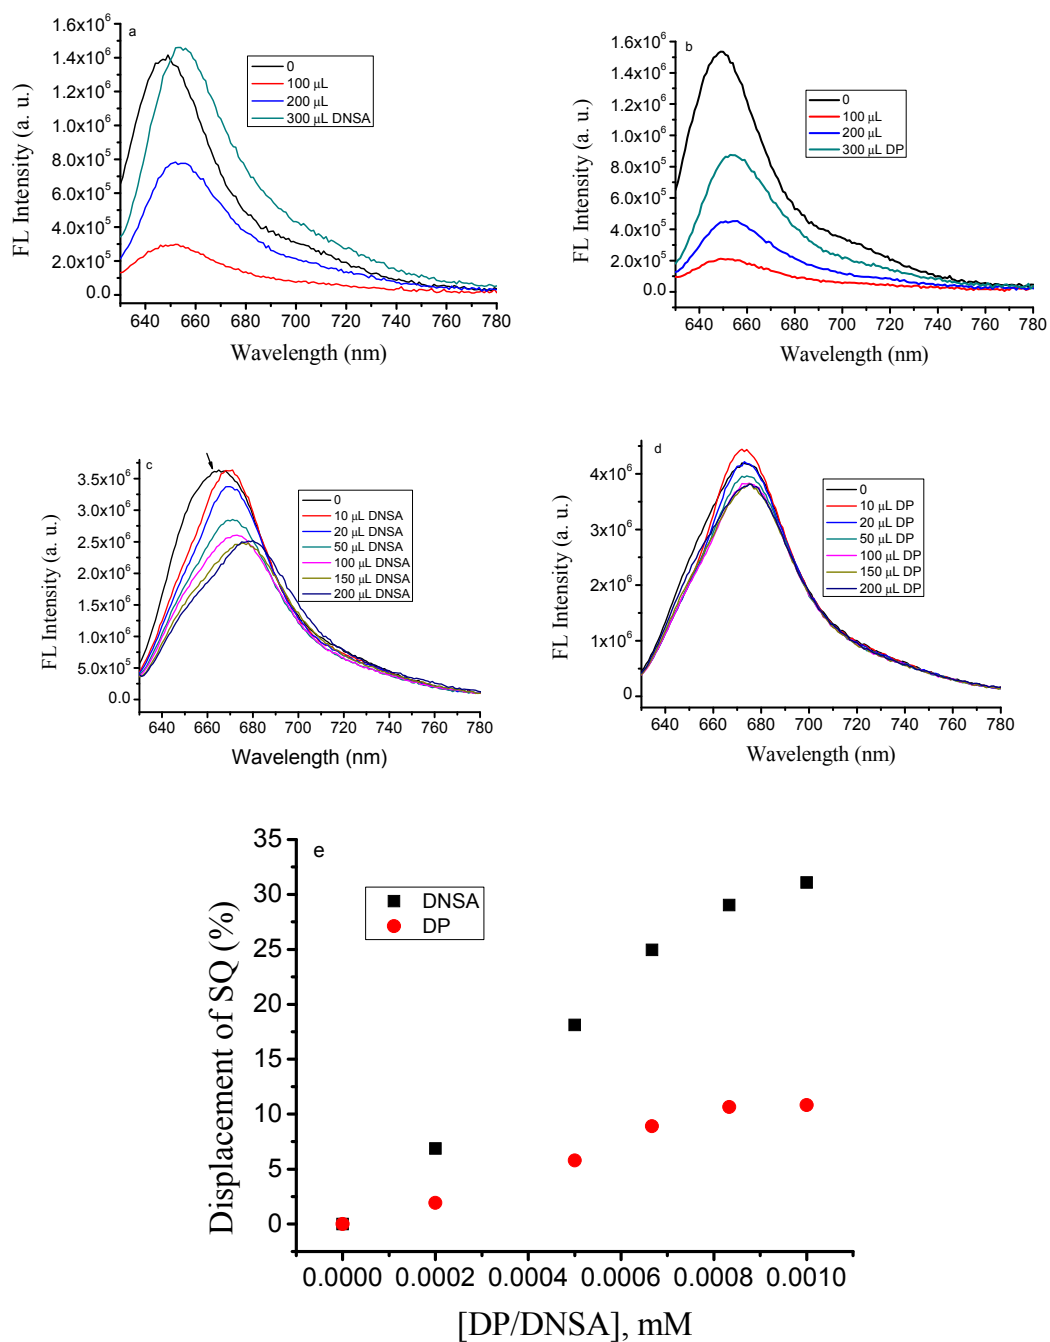 a
1.6x10⁶
1.4x10⁶
1.2x10⁶
1.0x10⁶
8.0x10⁵
6.0x10⁵
4.0x10⁵
2.0x10⁵
0.0
FL Intensity (a. u.)
0
100 μL
200 μL
300 μL DNSA
640 660 680 700 720 740 760 780
Wavelength (nm)
b
1.6x10⁶
1.4x10⁶
1.2x10⁶
1.0x10⁶
8.0x10⁵
6.0x10⁵
4.0x10⁵
2.0x10⁵
0.0
FL Intensity (a. u.)
0
100 μL
200 μL
300 μL DP
640 660 680 700 720 740 760 780
Wavelength (nm)
c
3.5x10⁶
3.0x10⁶
2.5x10⁶
2.0x10⁶
1.5x10⁶
1.0x10⁶
5.0x10⁵
0.0
FL Intensity (a. u.)
0
10 μL DNSA
20 μL DNSA
50 μL DNSA
100 μL DNSA
150 μL DNSA
200 μL DNSA
640 660 680 700 720 740 760 780
Wavelength (nm)
d
4x10⁶
3x10⁶
2x10⁶
1x10⁶
0
FL Intensity (a. u.)
0
10 μL DP
20 μL DP
50 μL DP
100 μL DP
150 μL DP
200 μL DP
640 660 680 700 720 740 760 780
Wavelength (nm)
e
35
30
25
20
15
10
5
0
Displacement of SQ (%)
DNSA
DP
0.0000 0.0002 0.0004 0.0006 0.0008 0.0010
[DP/DNSA], mM